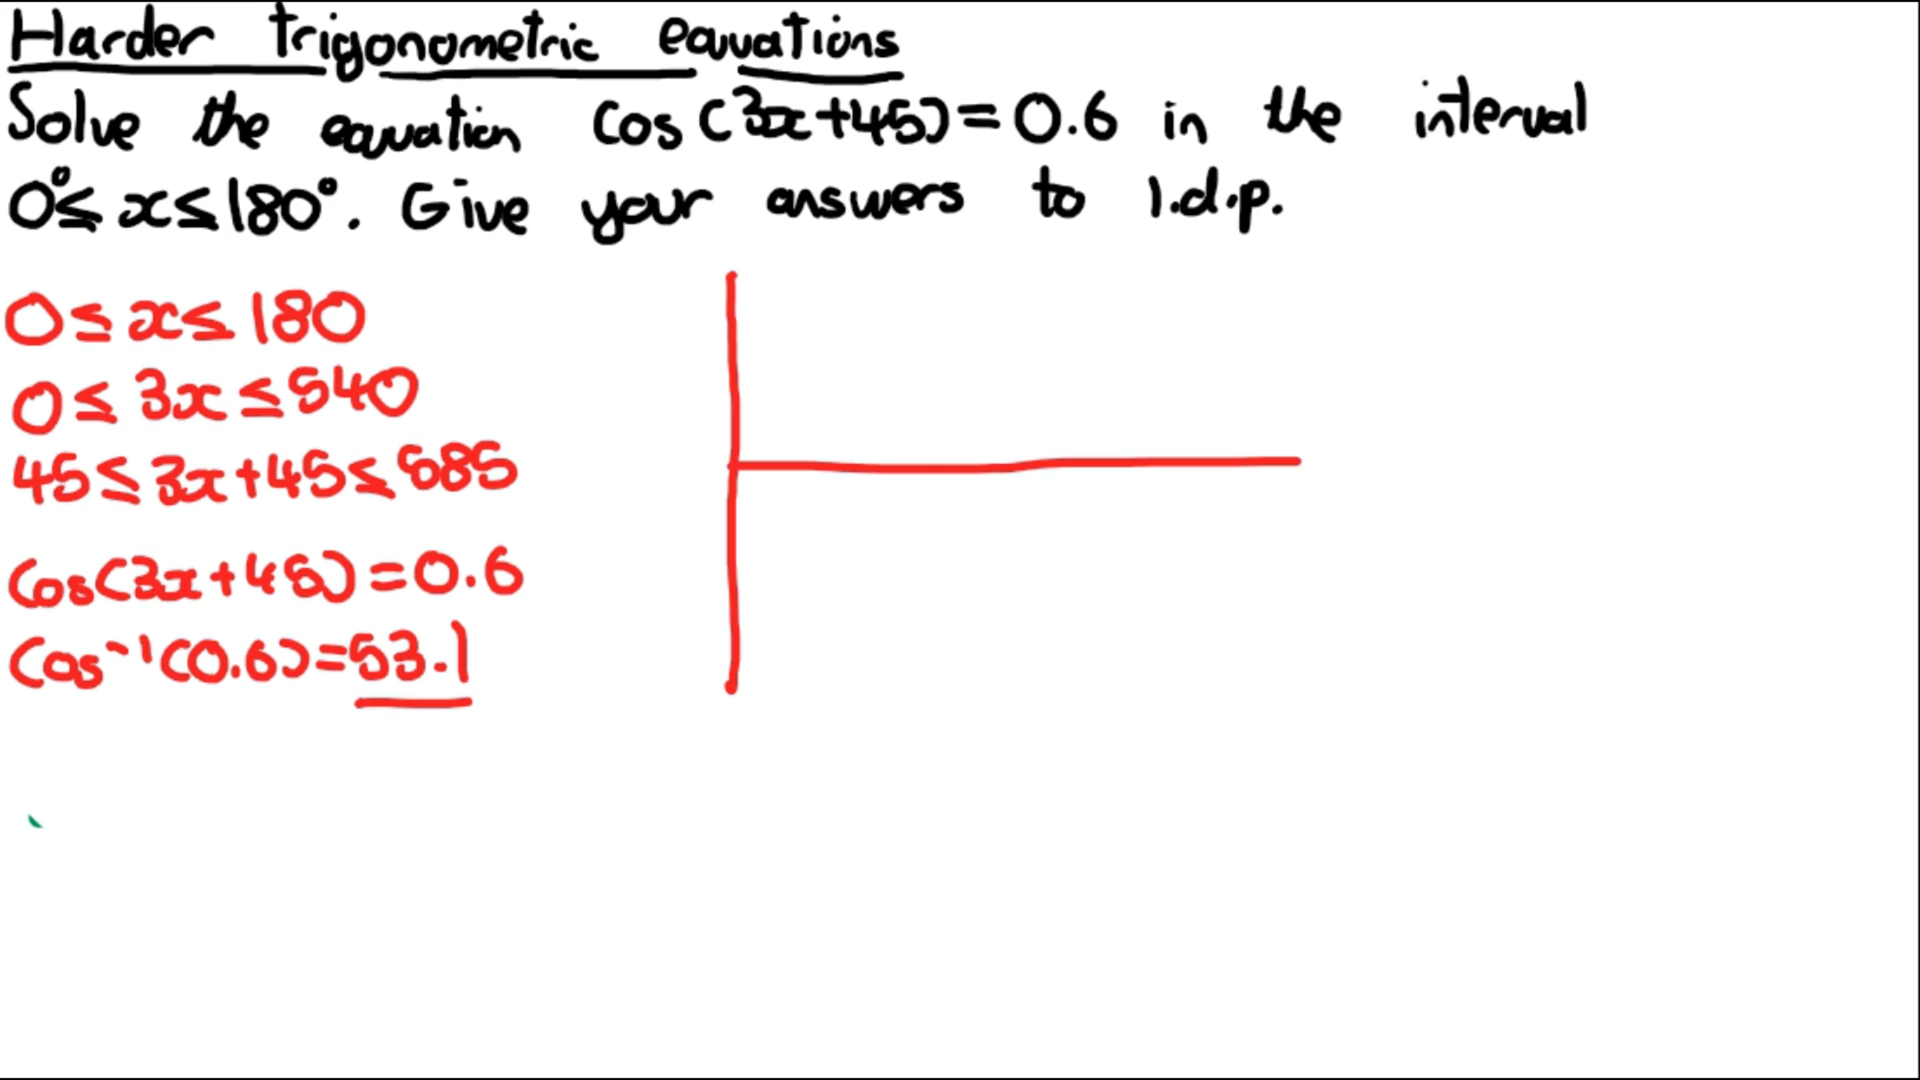 Harder trigonometric equations
Solve the equation cos (3x+45)=0.6 in the interval
0°≤ x≤180°. Give your answers to 1.d.p.
0≤ x≤ 180
0≤ 3x ≤540
45≤3x+45≤585
Cos(3x+45)=0.6
Cos⁻¹(0.6)=53.1